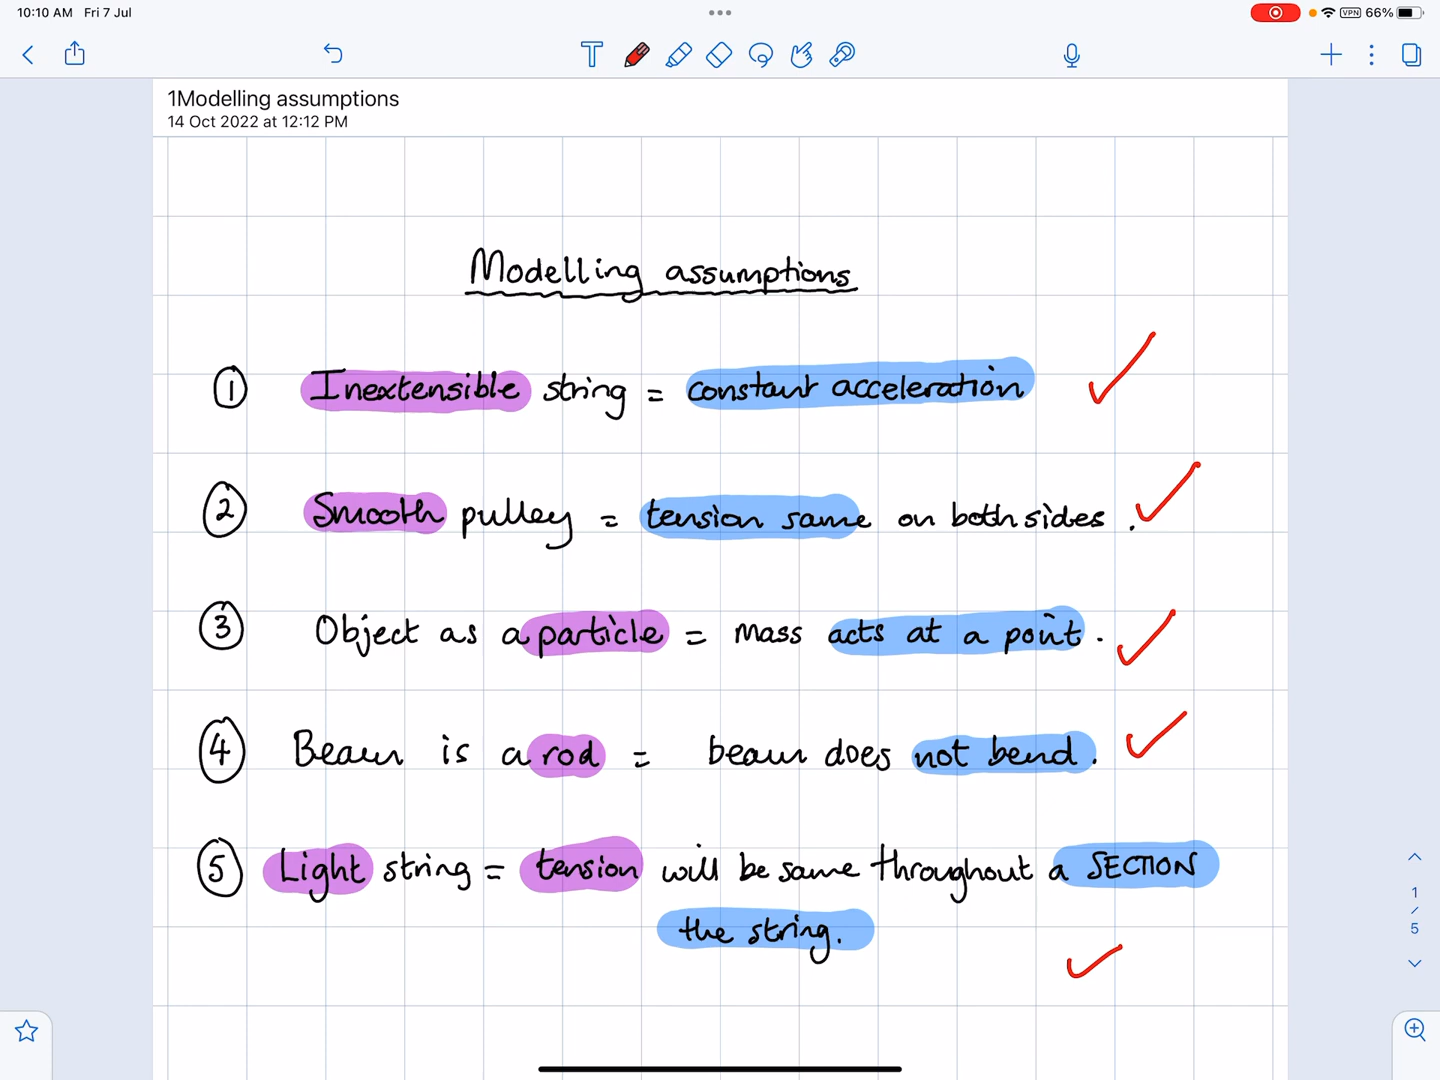 10:10 AM Fri 7 Jul
VPN 66%
1Modelling assumptions
14 Oct 2022 at 12:12 PM
Modelling assumptions
1 Inextensible string = constant acceleration
2 Smooth pulley = tension same on both sides.
3 Object as a particle = mass acts at a point.
4 Beam is a rod = beam does not bend.
5 Light string = tension will be same throughout a SECTION
the string.
1
/
5